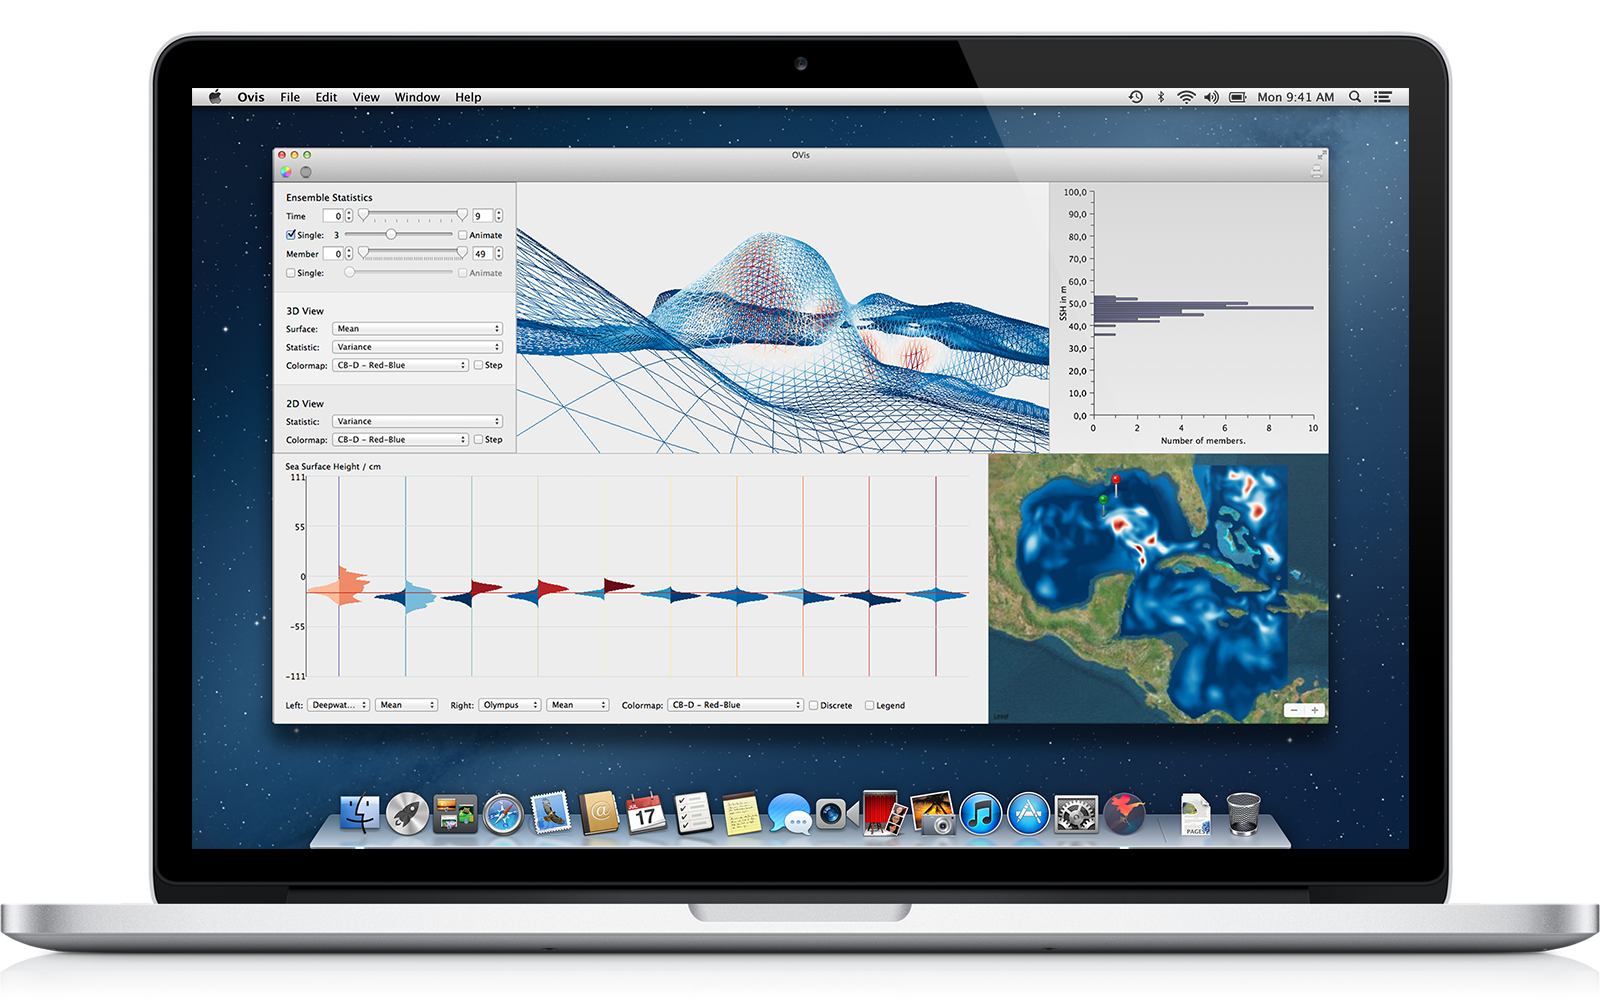 Ovis File Edit View Window Help Mon 9:41 AM
OVis
Ensemble Statistics
Time 0 9
Single: 3 Animate
Member 0 49
Single: Animate
3D View
Surface: Mean
Statistic: Variance
Colormap: CB-D - Red-Blue Step
2D View
Statistic: Variance
Colormap: CB-D - Red-Blue Step
100,0
90,0
80,0
70,0
60,0
50,0
40,0
30,0
20,0
10,0
0,0
SSH in m
0 2 4 6 8 10
Number of members.
Sea Surface Height / cm
111
55
0
-55
-111
Left: Deepwat... Mean Right: Olympus Mean Colormap: CB-D - Red-Blue Discrete Legend
Legal
− +
JUL
17
@
PAGES